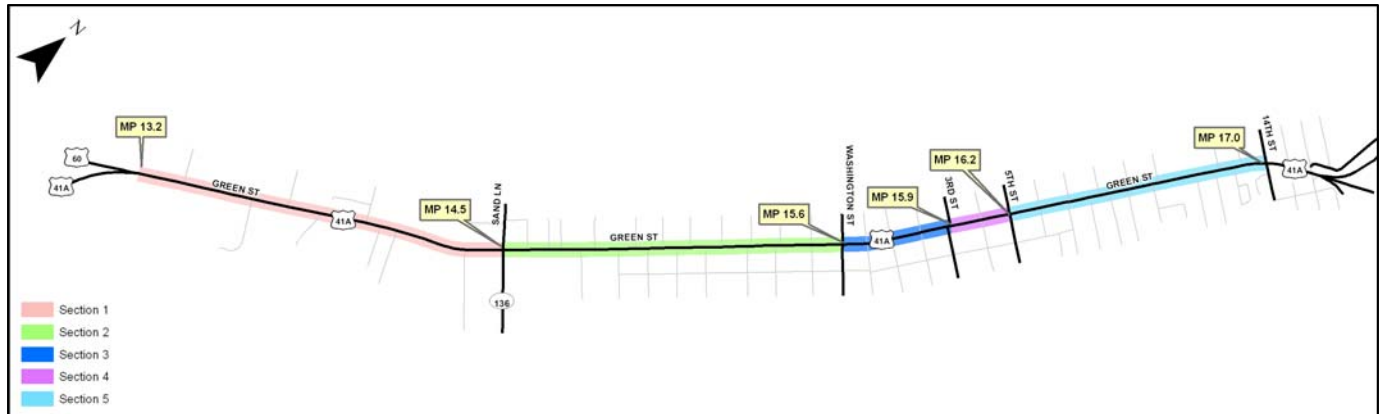 N
MP 13.2
60
41A
GREEN ST
41A
MP 14.5
SAND LN
136
GREEN ST
MP 15.6
WASHINGTON ST
41A
MP 15.9
3RD ST
MP 16.2
5TH ST
GREEN ST
MP 17.0
14TH ST
41A
Section 1
Section 2
Section 3
Section 4
Section 5